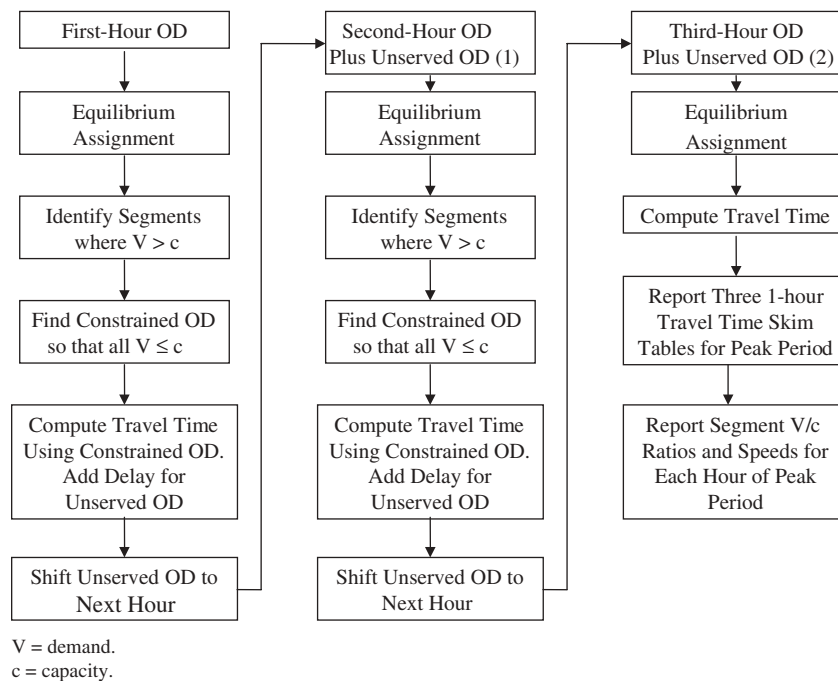 First-Hour OD
Equilibrium
Assignment
Identify Segments
where V > c
Find Constrained OD
so that all V ≤ c
Compute Travel Time
Using Constrained OD.
Add Delay for
Unserved OD
Shift Unserved OD to
Next Hour
Second-Hour OD
Plus Unserved OD (1)
Equilibrium
Assignment
Identify Segments
where V > c
Find Constrained OD
so that all V ≤ c
Compute Travel Time
Using Constrained OD.
Add Delay for
Unserved OD
Shift Unserved OD to
Next Hour
Third-Hour OD
Plus Unserved OD (2)
Equilibrium
Assignment
Compute Travel Time
Report Three 1-hour
Travel Time Skim
Tables for Peak Period
Report Segment V/c
Ratios and Speeds for
Each Hour of Peak
Period
V = demand.
c = capacity.